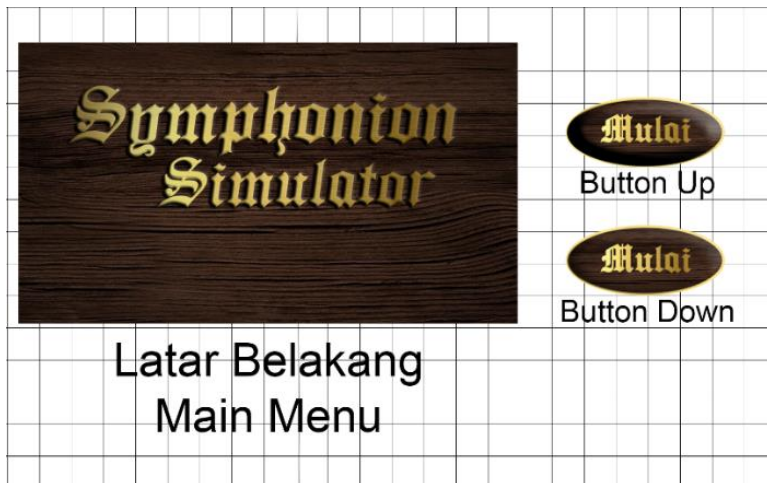 Symphonion
Simulator
Mulai
Button Up
Mulai
Button Down
Latar Belakang
Main Menu